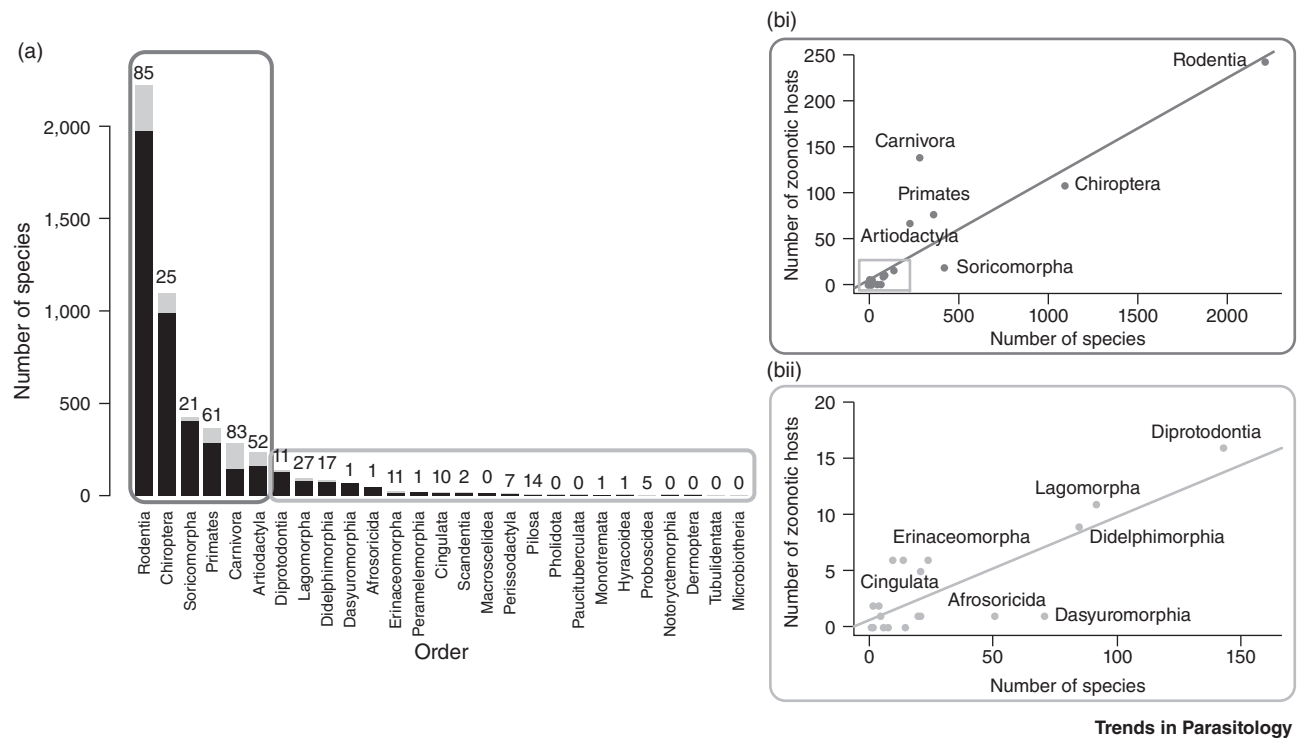 (a)
Number of species
2,000
1,500
1,000
500
0
85
25
21
61
83
52
11
27
17
1
1
11
1
10
2
0
7
14
0
0
1
1
5
0
0
0
0
Rodentia
Chiroptera
Soricomorpha
Primates
Carnivora
Artiodactyla
Diprotodontia
Lagomorpha
Didelphimorphia
Dasyuromorphia
Afrosoricida
Erinaceomorpha
Peramelemorphia
Cingulata
Scandentia
Macroscelidea
Perissodactyla
Pilosa
Pholidota
Paucituberculata
Monotremata
Hyracoidea
Proboscidea
Notoryctemorphia
Dermoptera
Tubulidentata
Microbiotheria
Order
(bi)
Number of zoonotic hosts
250
200
150
100
50
0
Rodentia
Carnivora
Primates
Chiroptera
Artiodactyla
Soricomorpha
0 500 1000 1500 2000
Number of species
(bii)
Number of zoonotic hosts
20
15
10
5
0
Diprotodontia
Lagomorpha
Erinaceomorpha
Didelphimorphia
Cingulata
Afrosoricida
Dasyuromorphia
0 50 100 150
Number of species
Trends in Parasitology